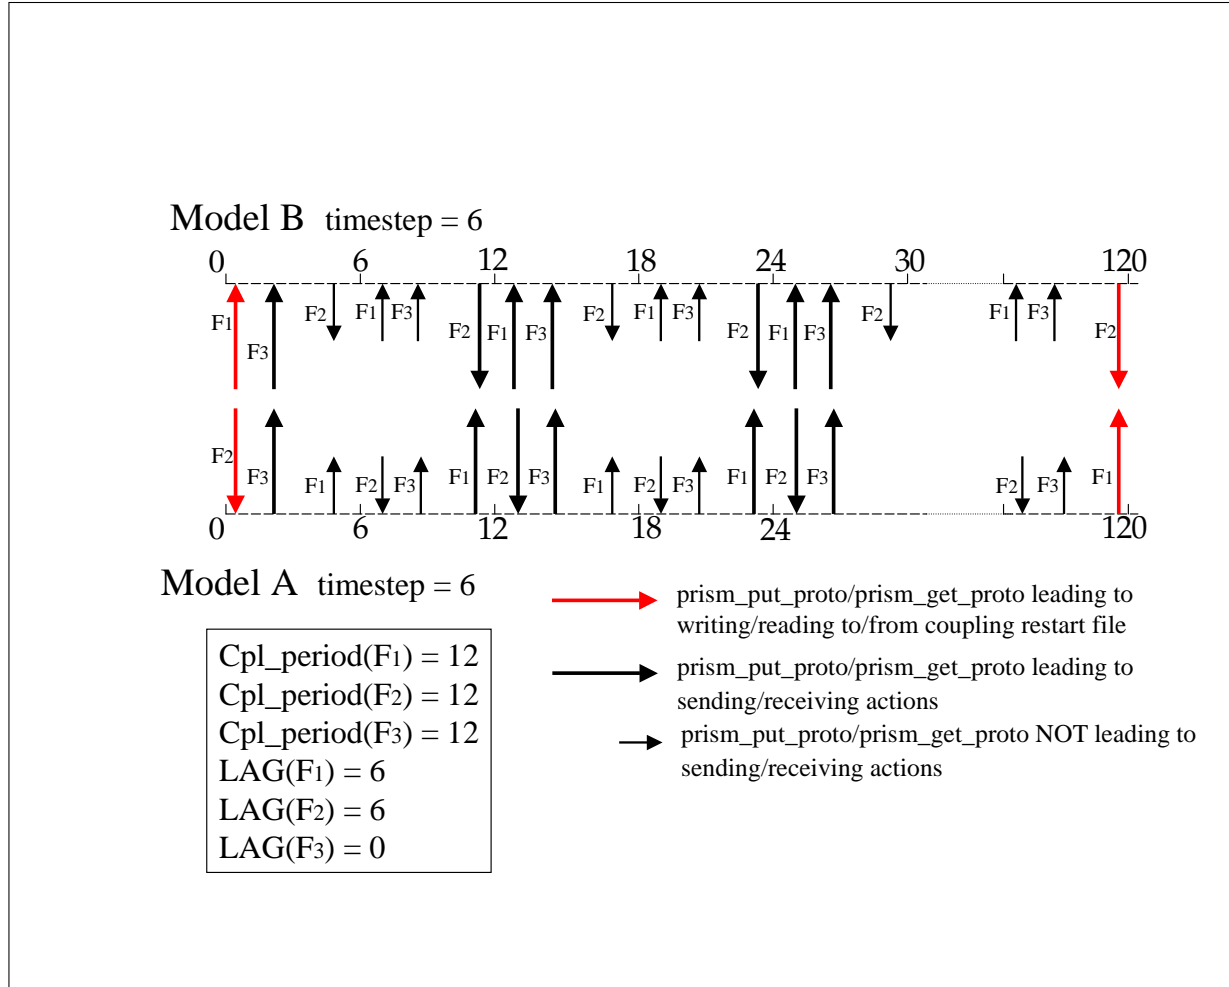 Model B timestep = 6
0 6 12 18 24 30 120
F1 F3 F2 F1 F3 F2 F1 F3 F2 F1 F3 F2 F1 F3 F2 F1 F3 F2
F2 F3 F1 F2 F3 F1 F2 F3 F1 F2 F3 F1 F2 F3 F2 F3 F1
0 6 12 18 24 120
Model A timestep = 6
prism_put_proto/prism_get_proto leading to
writing/reading to/from coupling restart file
prism_put_proto/prism_get_proto leading to
sending/receiving actions
prism_put_proto/prism_get_proto NOT leading to
sending/receiving actions
Cpl_period(F1) = 12
Cpl_period(F2) = 12
Cpl_period(F3) = 12
LAG(F1) = 6
LAG(F2) = 6
LAG(F3) = 0